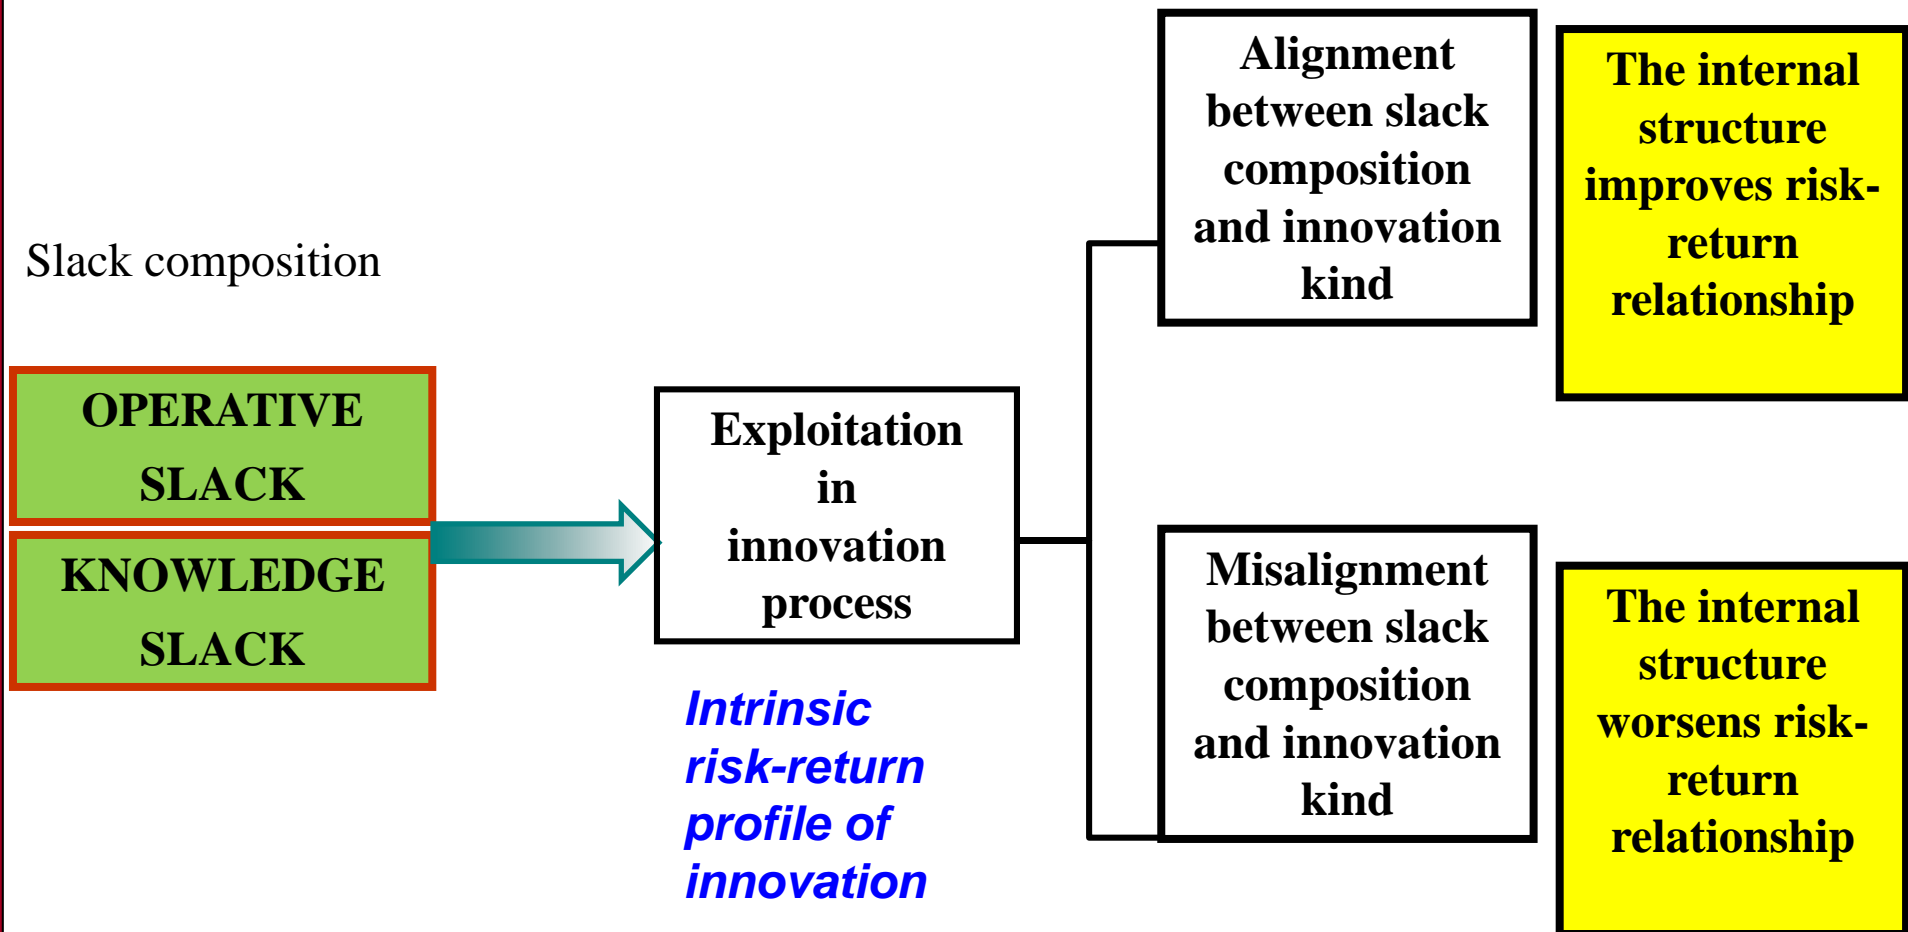 Slack composition
OPERATIVE
SLACK
KNOWLEDGE
SLACK
Exploitation
in
innovation
process
Intrinsic
risk-return
profile of
innovation
Alignment
between slack
composition
and innovation
kind
The internal
structure
improves risk-
return
relationship
Misalignment
between slack
composition
and innovation
kind
The internal
structure
worsens risk-
return
relationship